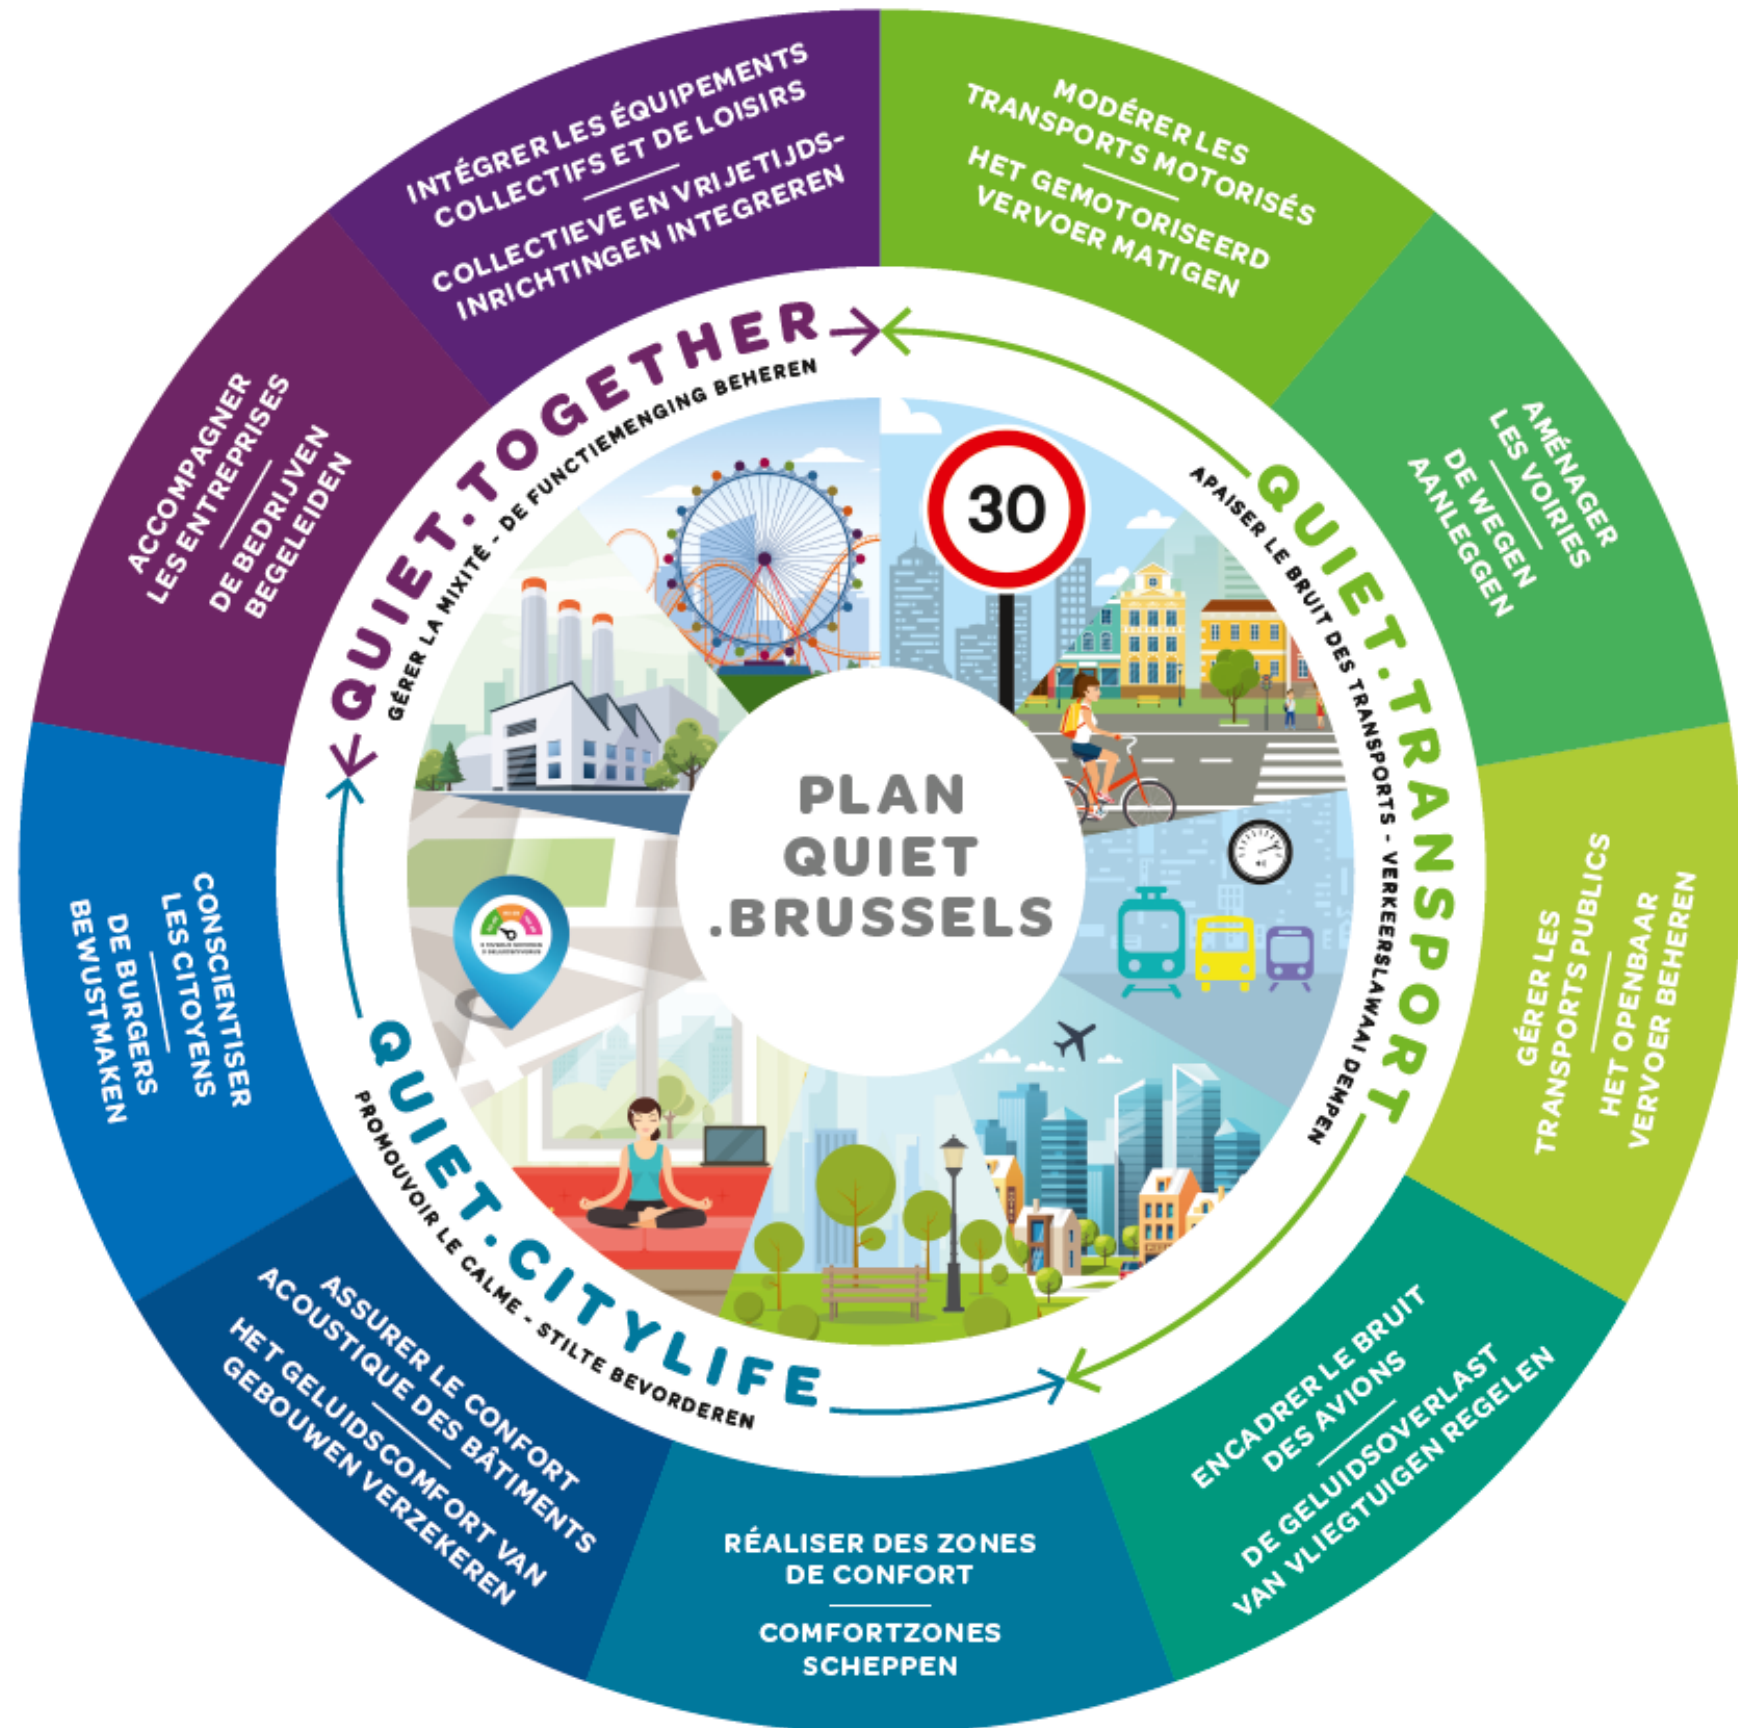 PLAN
QUIET
.BRUSSELS
QUIET.TRANSPORT
APAISER LE BRUIT DES TRANSPORTS - VERKEERSLAWAAI DEMPEN
MODÉRER LES
TRANSPORTS MOTORISÉS
HET GEMOTORISEERD
VERVOER MATIGEN
AMÉNAGER
LES VOIRIES
DE WEGEN
AANLEGGEN
GÉRER LES
TRANSPORTS PUBLICS
HET OPENBAAR
VERVOER BEHEREN
ENCADRER LE BRUIT
DES AVIONS
DE GELUIDSOVERLAST
VAN VLIEGTUIGEN REGELEN
QUIET.CITYLIFE
PROMOUVOIR LE CALME - STILTE BEVORDEREN
RÉALISER DES ZONES
DE CONFORT
COMFORTZONES
SCHEPPEN
ASSURER LE CONFORT
ACOUSTIQUE DES BÂTIMENTS
HET GELUIDSCOMFORT VAN
GEBOUWEN VERZEKEREN
CONSCIENTISER
LES CITOYENS
DE BURGERS
BEWUSTMAKEN
QUIET.TOGETHER
GÉRER LA MIXITÉ - DE FUNCTIEMENGING BEHEREN
ACCOMPAGNER
LES ENTREPRISES
DE BEDRIJVEN
BEGELEIDEN
INTÉGRER LES ÉQUIPEMENTS
COLLECTIFS ET DE LOISIRS
COLLECTIEVE EN VRIJETIJDS-
INRICHTINGEN INTEGREREN
30